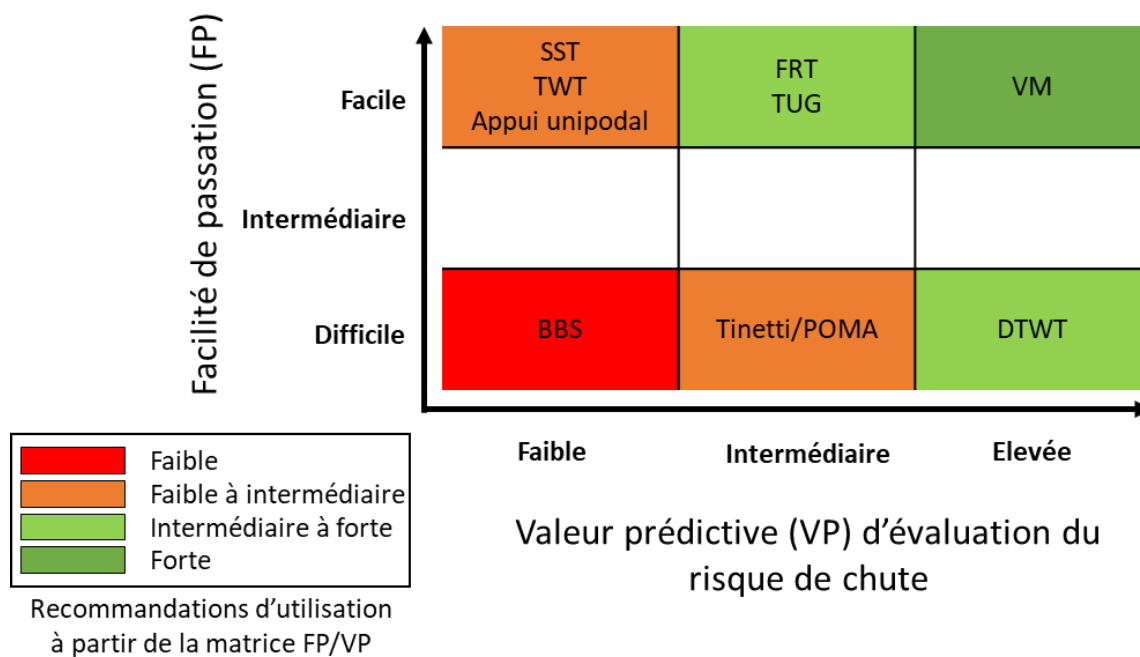 Facilité de passation (FP)
Facile
Intermédiaire
Difficile
SST
TWT
Appui unipodal
FRT
TUG
VM
BBS
Tinetti/POMA
DTWT
Faible
Intermédiaire
Elevée
Valeur prédictive (VP) d’évaluation du
risque de chute
Faible
Faible à intermédiaire
Intermédiaire à forte
Forte
Recommandations d’utilisation
à partir de la matrice FP/VP